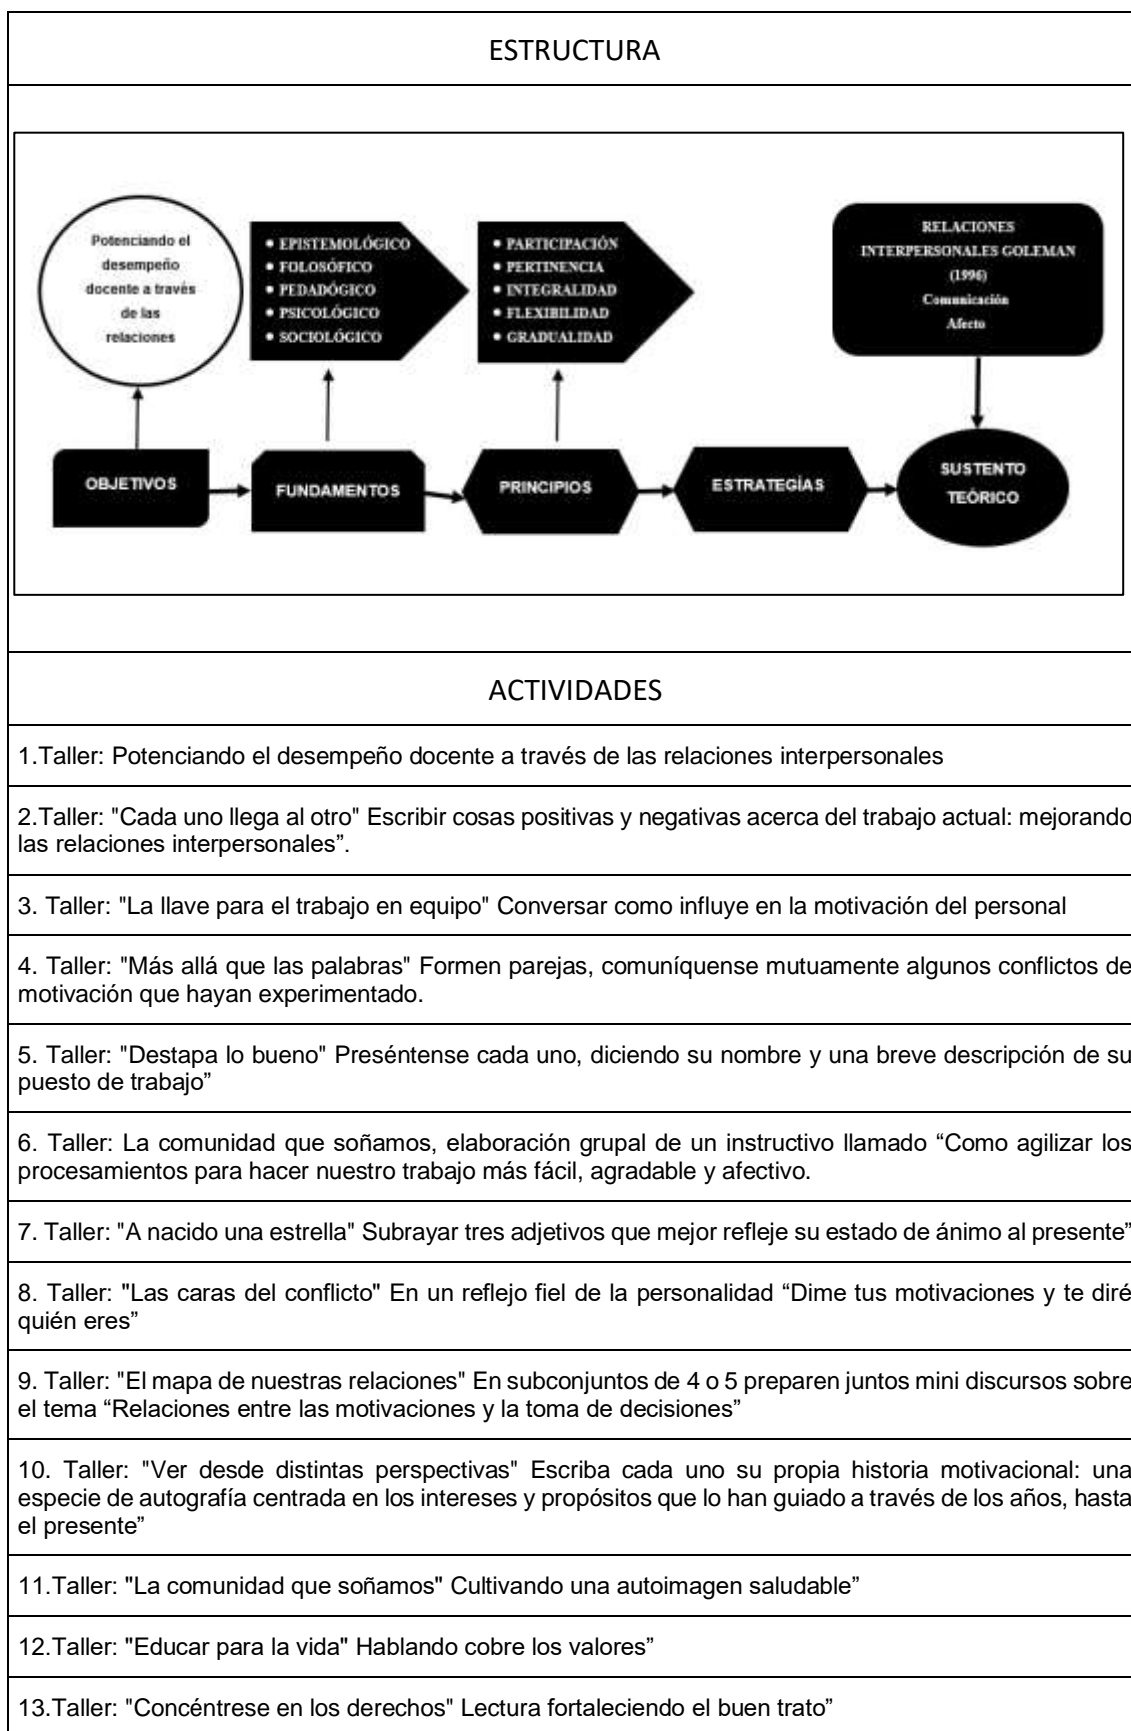 ESTRUCTURA
Potenciando el
desempeño
docente a través
de las
relaciones
• EPISTEMOLÓGICO
• FOLOSÓFICO
• PEDADÓGICO
• PSICOLÓGICO
• SOCIOLÓGICO
• PARTICIPACIÓN
• PERTINENCIA
• INTEGRALIDAD
• FLEXIBILIDAD
• GRADUALIDAD
RELACIONES
INTERPERSONALES GOLEMAN
(1996)
Comunicación
Afecto
OBJETIVOS
FUNDAMENTOS
PRINCIPIOS
ESTRATEGÍAS
SUSTENTO
TEÓRICO
ACTIVIDADES
1.Taller: Potenciando el desempeño docente a través de las relaciones interpersonales
2.Taller: "Cada uno llega al otro" Escribir cosas positivas y negativas acerca del trabajo actual: mejorando
las relaciones interpersonales”.
3. Taller: "La llave para el trabajo en equipo" Conversar como influye en la motivación del personal
4. Taller: "Más allá que las palabras" Formen parejas, comuníquense mutuamente algunos conflictos de
motivación que hayan experimentado.
5. Taller: "Destapa lo bueno" Preséntense cada uno, diciendo su nombre y una breve descripción de su
puesto de trabajo”
6. Taller: La comunidad que soñamos, elaboración grupal de un instructivo llamado “Como agilizar los
procesamientos para hacer nuestro trabajo más fácil, agradable y afectivo.
7. Taller: "A nacido una estrella" Subrayar tres adjetivos que mejor refleje su estado de ánimo al presente”
8. Taller: "Las caras del conflicto" En un reflejo fiel de la personalidad “Dime tus motivaciones y te diré
quién eres”
9. Taller: "El mapa de nuestras relaciones" En subconjuntos de 4 o 5 preparen juntos mini discursos sobre
el tema “Relaciones entre las motivaciones y la toma de decisiones”
10. Taller: "Ver desde distintas perspectivas" Escriba cada uno su propia historia motivacional: una
especie de autografía centrada en los intereses y propósitos que lo han guiado a través de los años, hasta
el presente”
11.Taller: "La comunidad que soñamos" Cultivando una autoimagen saludable”
12.Taller: "Educar para la vida" Hablando cobre los valores”
13.Taller: "Concéntrese en los derechos" Lectura fortaleciendo el buen trato”